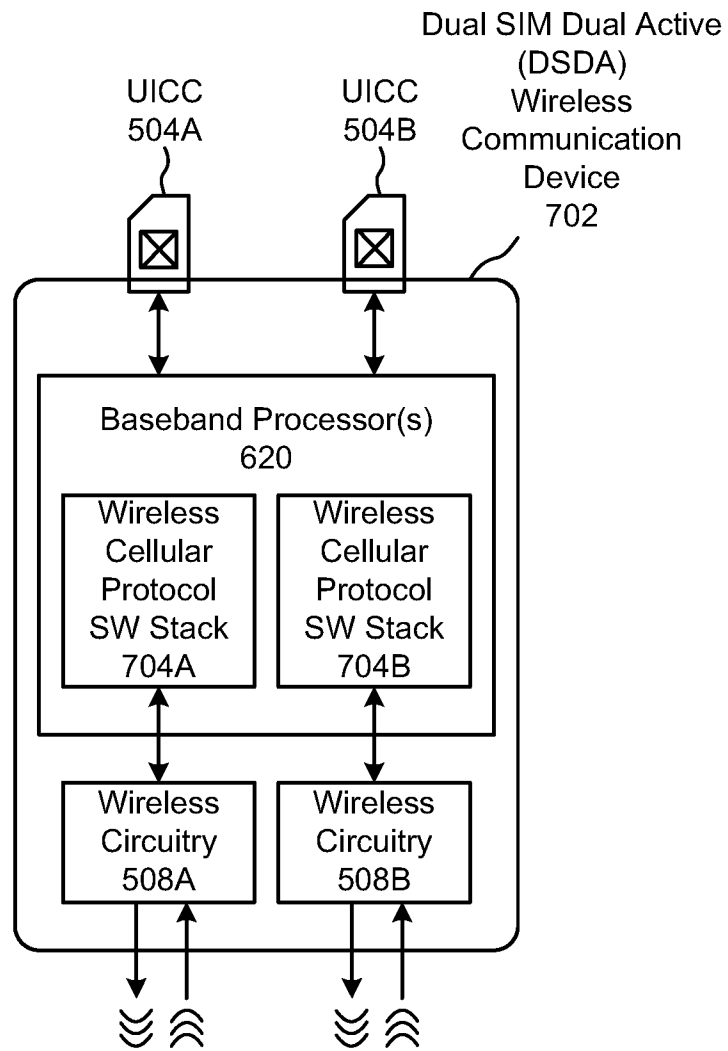 Dual SIM Dual Active
(DSDA)
Wireless
Communication
Device
702
UICC
504A
UICC
504B
Baseband Processor(s)
620
Wireless
Cellular
Protocol
SW Stack
704A
Wireless
Cellular
Protocol
SW Stack
704B
Wireless
Circuitry
508A
Wireless
Circuitry
508B